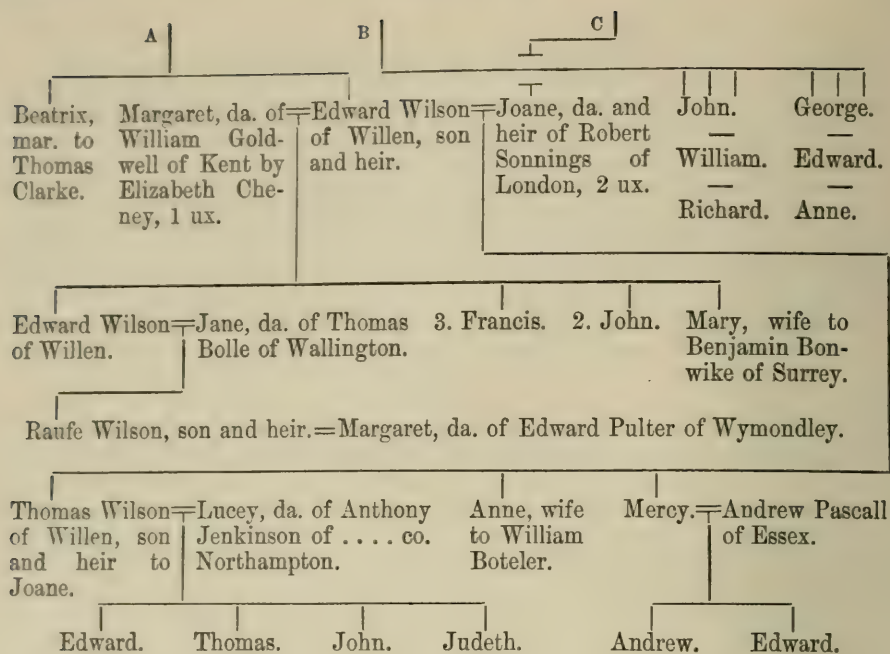 A B C
Beatrix, mar. to Thomas Clarke.
Margaret, da. of William Gold-
well of Kent by Elizabeth Che-
ney, 1 ux.
Edward Wilson of Willen, son and heir.
Joane, da. and heir of Robert Sonnings of London, 2 ux.
John.
—
William.
—
Richard.
George.
—
Edward.
—
Anne.
Edward Wilson of Willen.
Jane, da. of Thomas Bolle of Wallington.
3. Francis.
2. John.
Mary, wife to Benjamin Bon-
wike of Surrey.
Raufe Wilson, son and heir.=Margaret, da. of Edward Pulter of Wymondley.
Thomas Wilson of Willen, son and heir to Joane.
Lucey, da. of Anthony Jenkinson of .... co. Northampton.
Anne, wife to William Boteler.
Mercy.
Andrew Pascall of Essex.
Edward. Thomas. John. Judeth. Andrew. Edward.